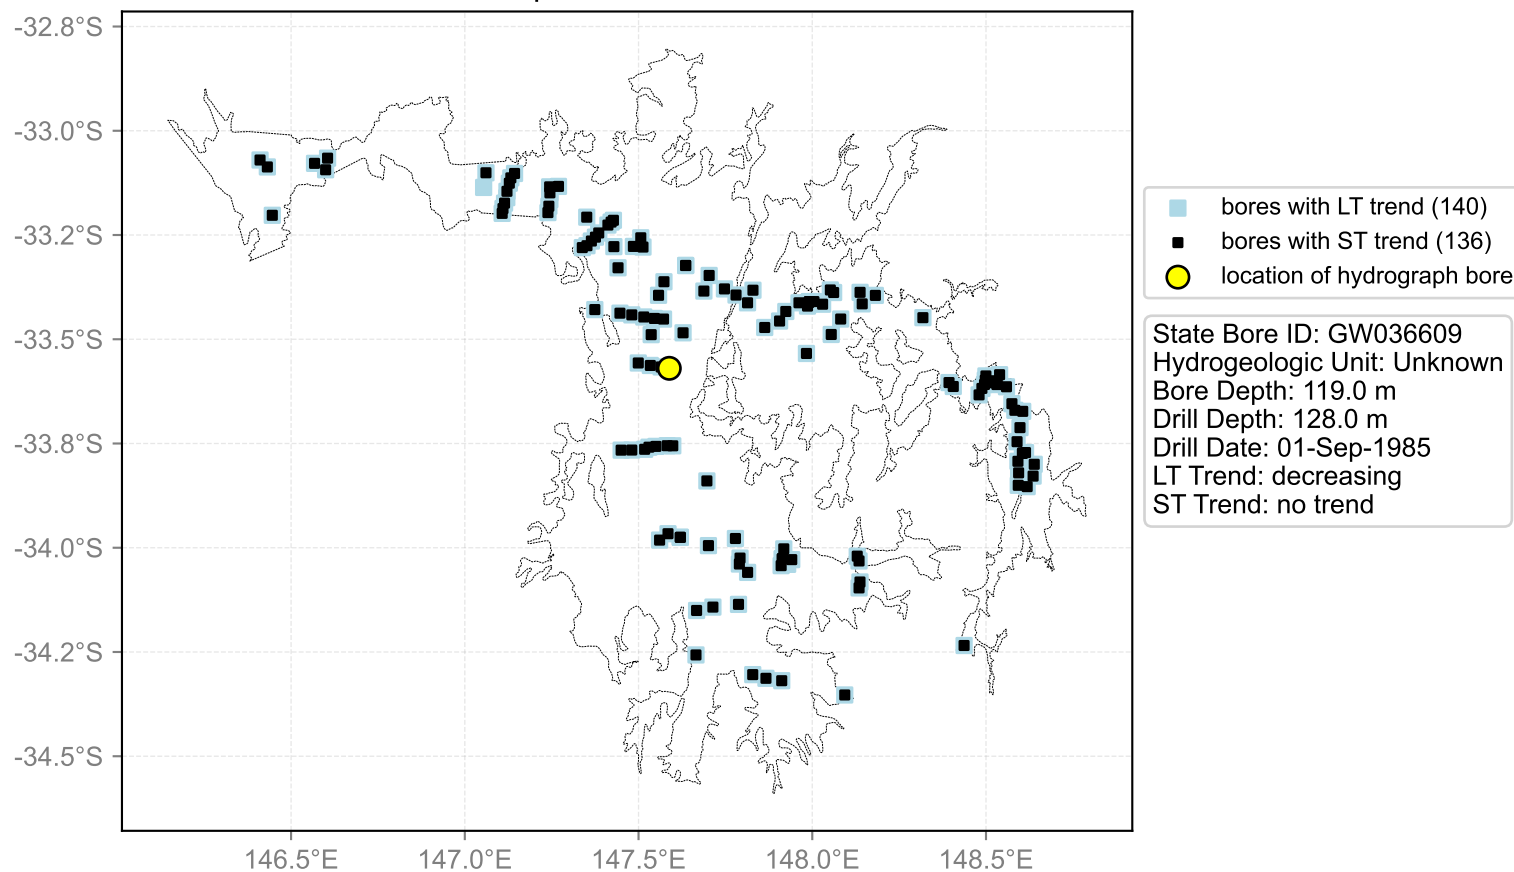 -32.8°S
-33.0°S
-33.2°S
-33.5°S
-33.8°S
-34.0°S
-34.2°S
-34.5°S
146.5°E
147.0°E
147.5°E
148.0°E
148.5°E
bores with LT trend (140)
bores with ST trend (136)
location of hydrograph bore
State Bore ID: GW036609
Hydrogeologic Unit: Unknown
Bore Depth: 119.0 m
Drill Depth: 128.0 m
Drill Date: 01-Sep-1985
LT Trend: decreasing
ST Trend: no trend